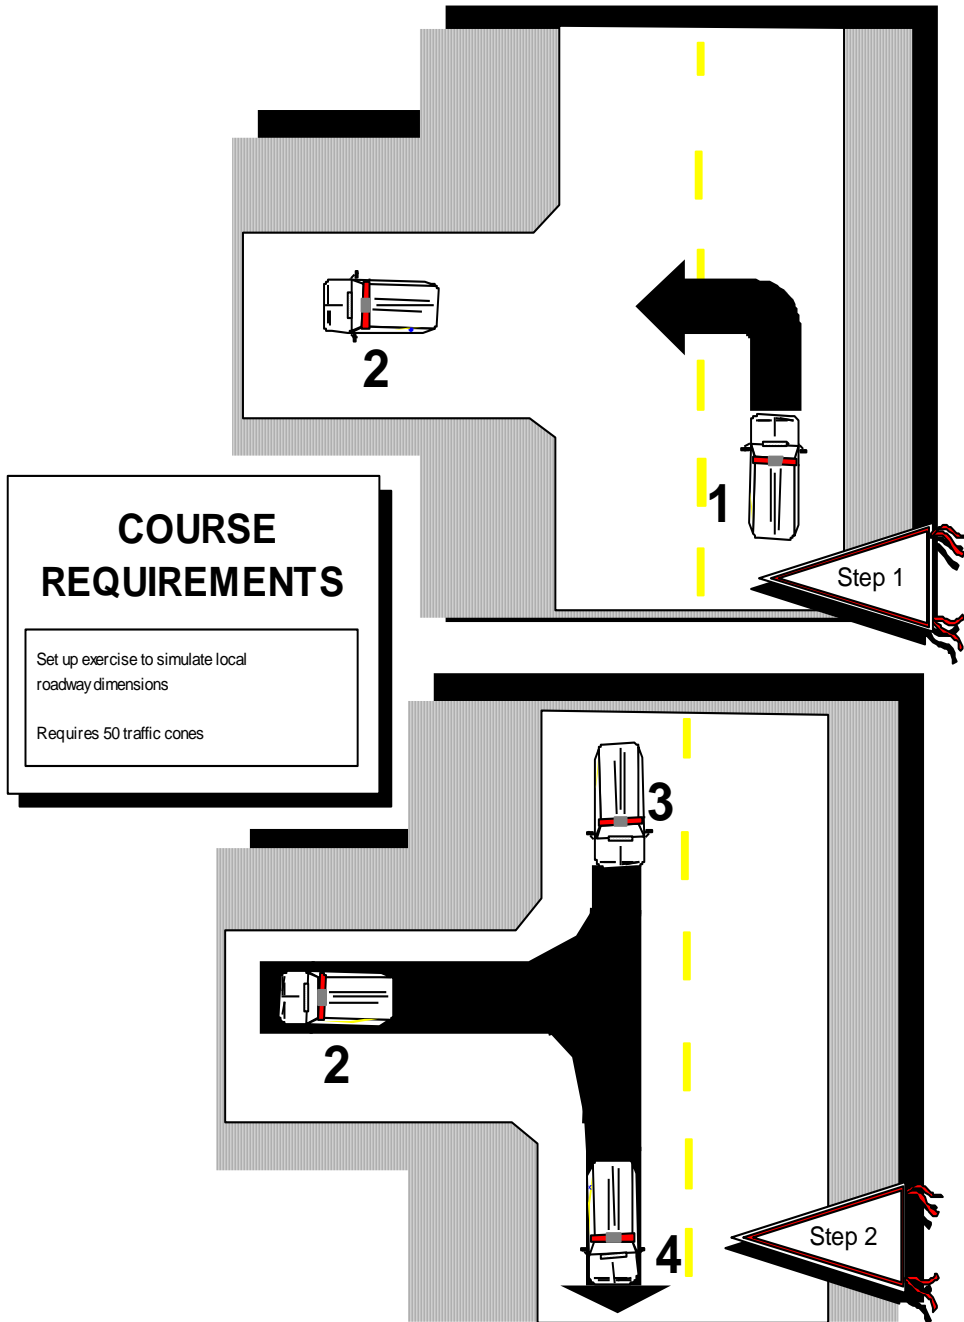 2
1
Step 1
COURSE
REQUIREMENTS
Set up exercise to simulate local
roadway dimensions
Requires 50 traffic cones
3
2
4
Step 2